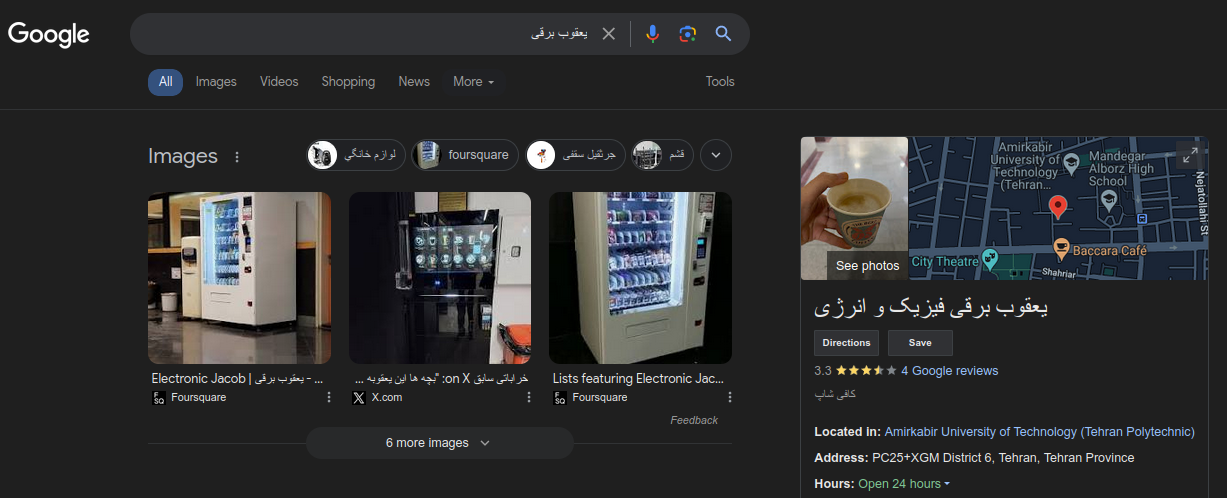 Google
یعقوب برقی
All Images Videos Shopping News More Tools
Images
لوازم خانگی
foursquare
جرثقیل سقفی
قشم
Electronic Jacob | یعقوب برقی - ...
Foursquare
خراباتی سابق on X: "بچه ها این یعقوبه ...
X.com
Lists featuring Electronic Jac...
Foursquare
Feedback
6 more images
See photos
Amirkabir
University of
Technology
(Tehran...
Mandegar
Alborz High
School
Nejatollahi St
Baccara Café
City Theatre
Shahriar
یعقوب برقی فیزیک و انرژی
Directions
Save
3.3 4 Google reviews
کافی شاپ
Located in: Amirkabir University of Technology (Tehran Polytechnic)
Address: PC25+XGM District 6, Tehran, Tehran Province
Hours: Open 24 hours